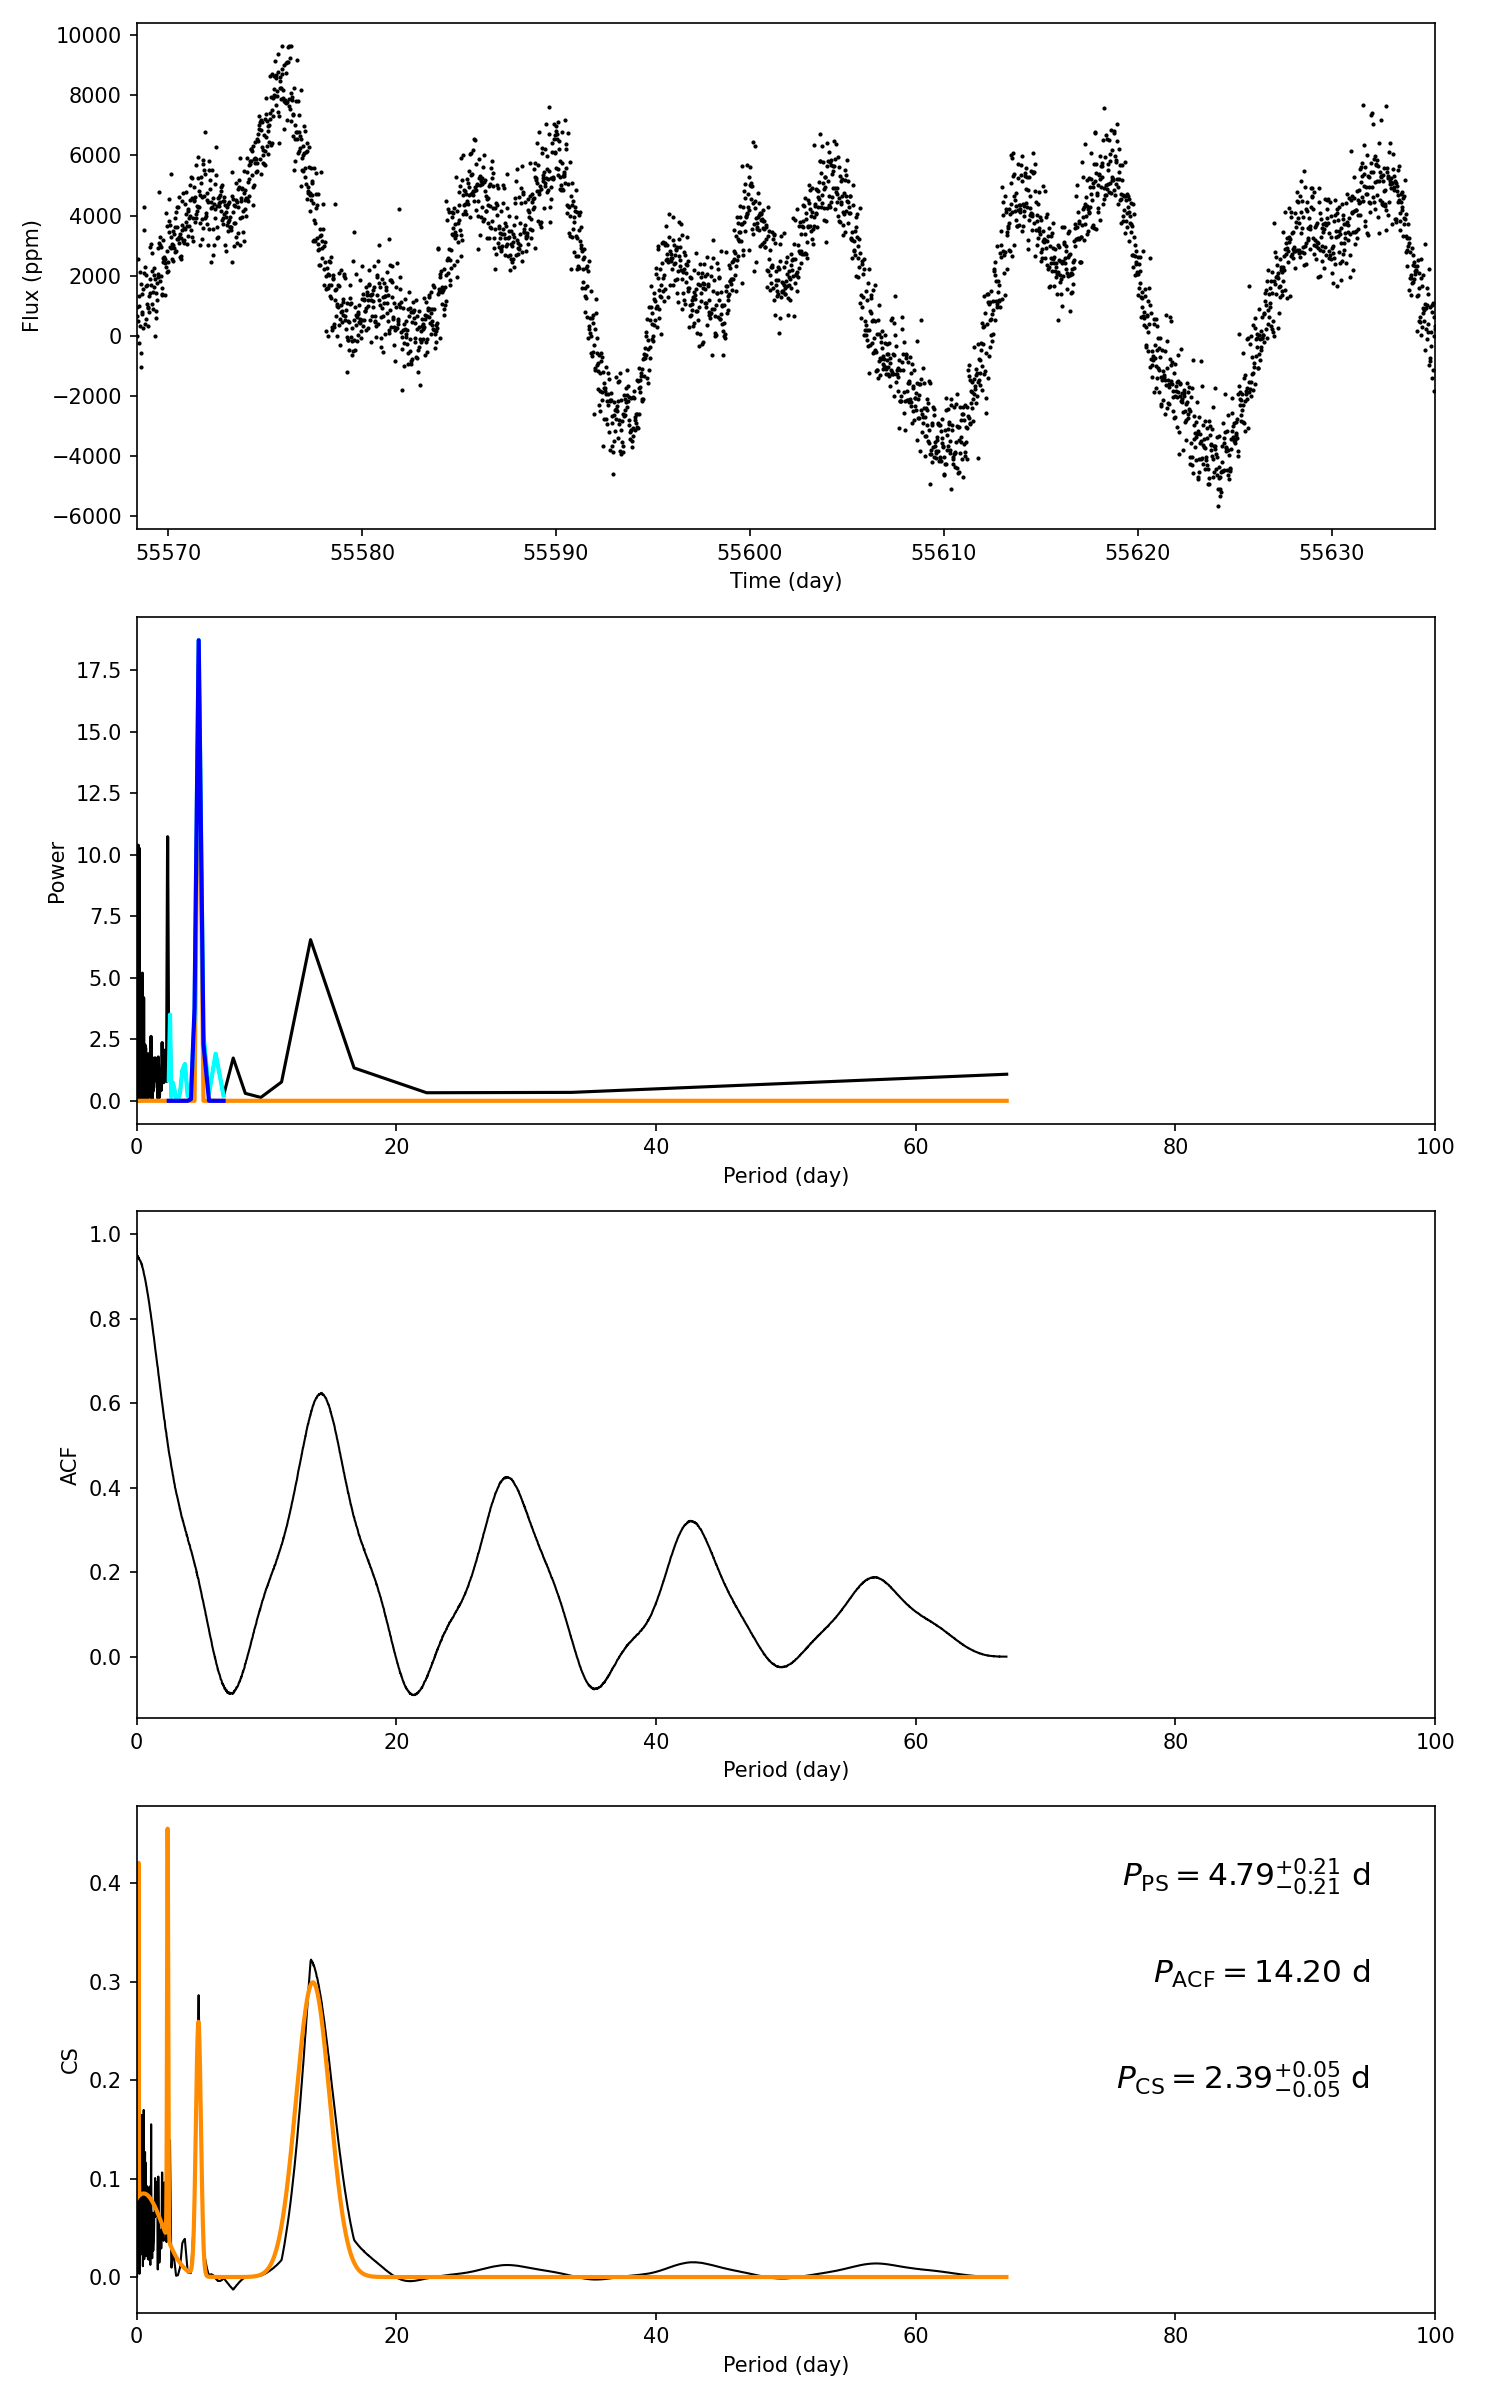 10000
8000
6000
4000
2000
0
−2000
−4000
−6000
Flux (ppm)
55570 55580 55590 55600 55610 55620 55630
Time (day)
17.5
15.0
12.5
10.0
7.5
5.0
2.5
0.0
Power
0 20 40 60 80 100
Period (day)
1.0
0.8
0.6
0.4
0.2
0.0
ACF
0 20 40 60 80 100
Period (day)
0.4
0.3
0.2
0.1
0.0
CS
P_PS = 4.79^{+0.21}_{−0.21} d
P_ACF = 14.20 d
P_CS = 2.39^{+0.05}_{−0.05} d
0 20 40 60 80 100
Period (day)